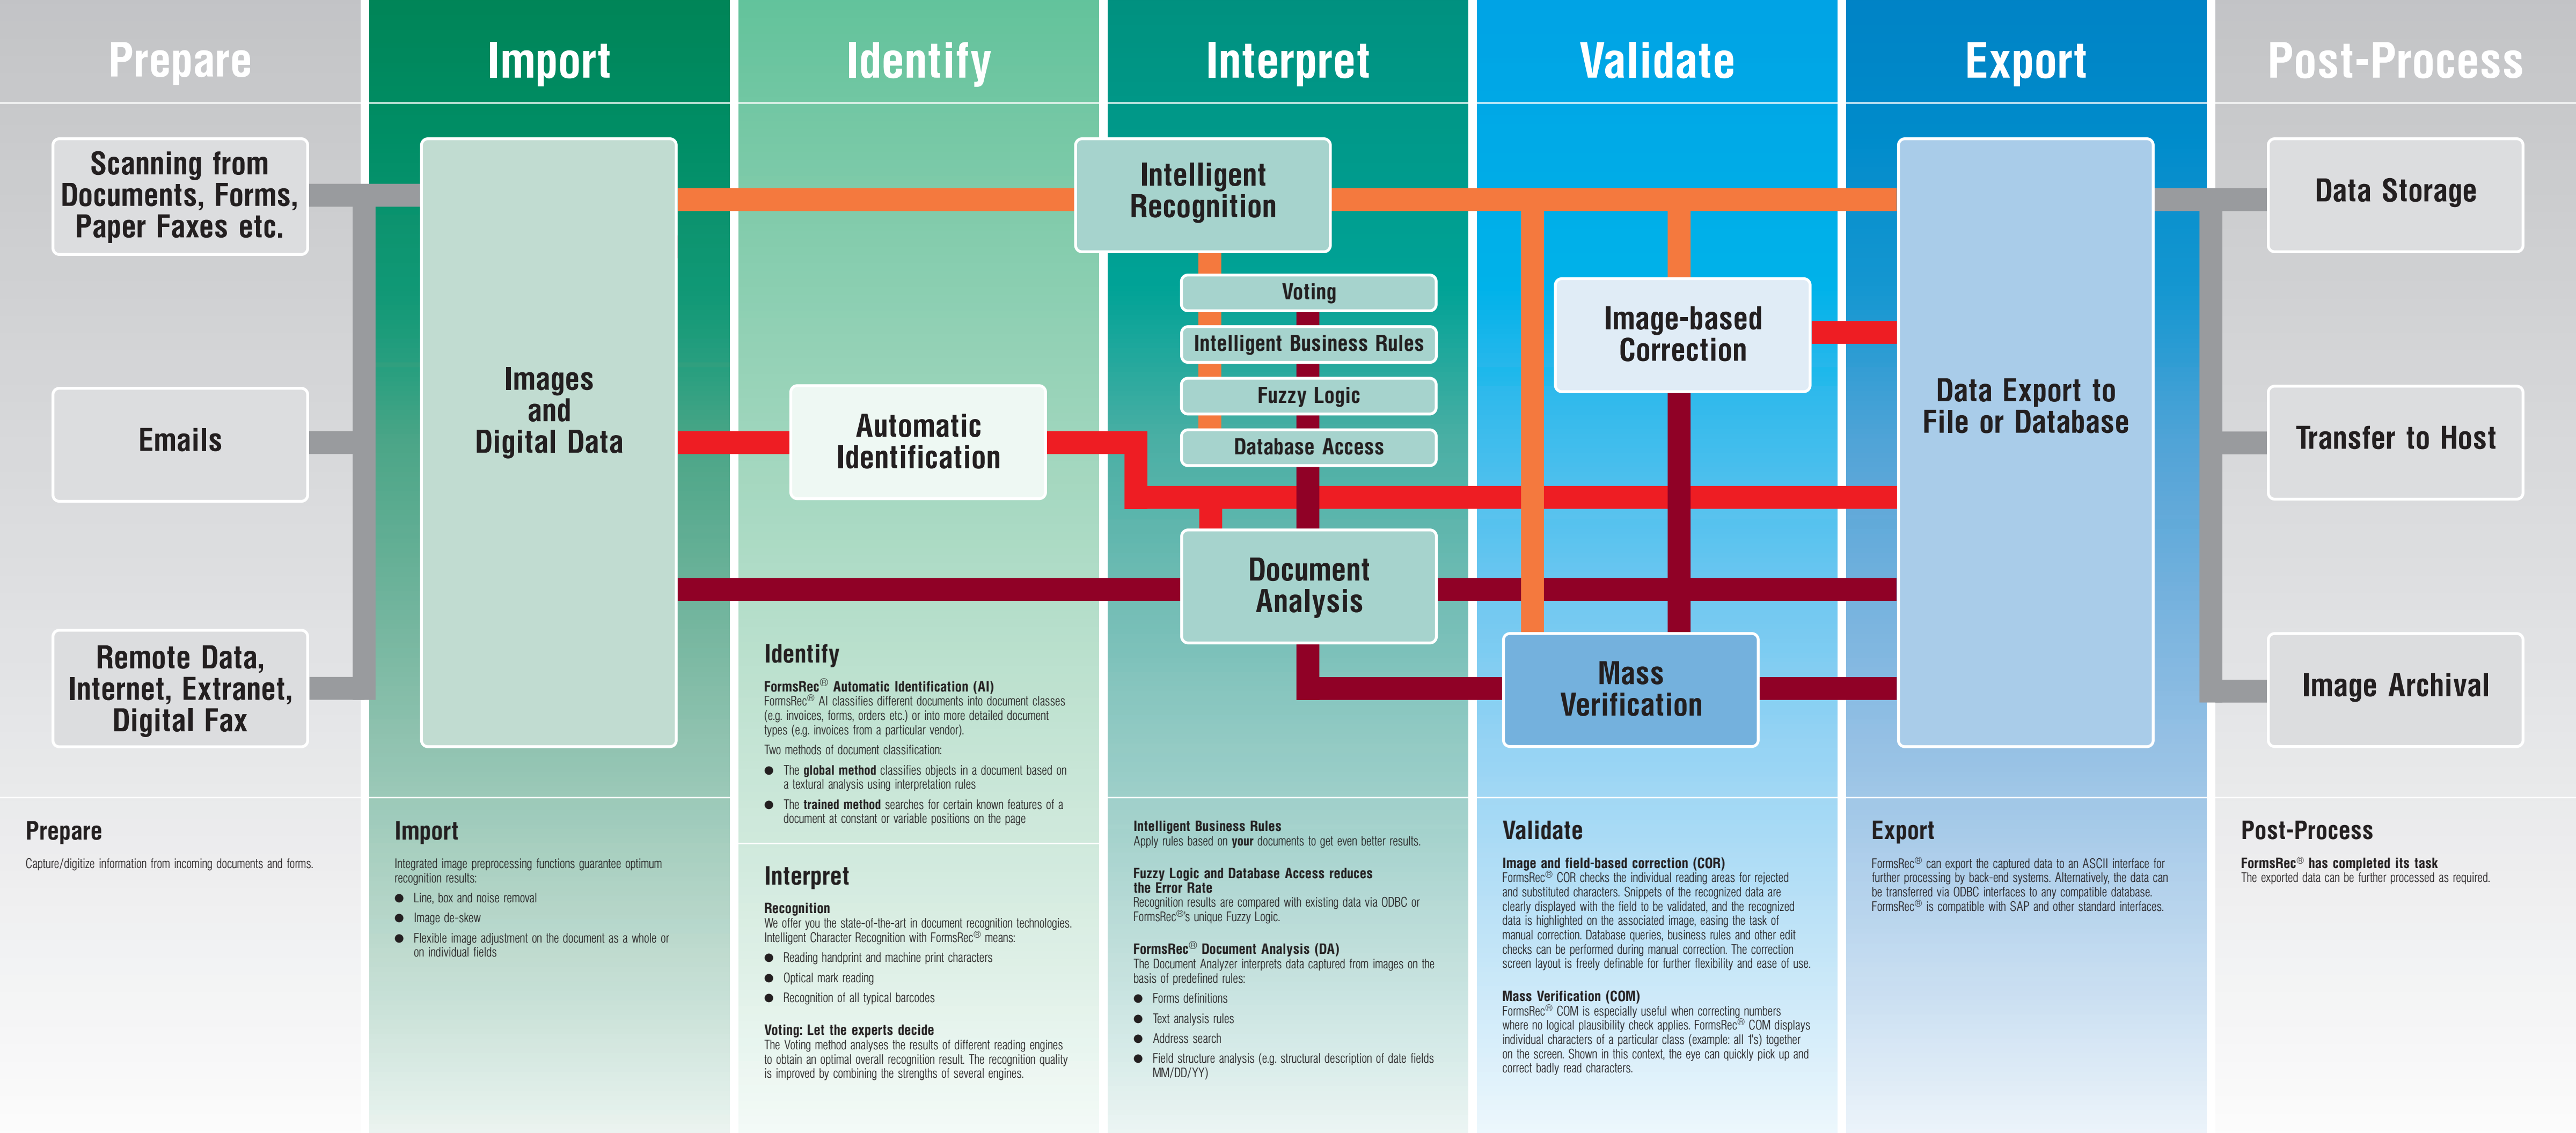 Prepare
Import
Identify
Interpret
Validate
Export
Post-Process
Scanning from
Documents, Forms,
Paper Faxes etc.
Emails
Remote Data,
Internet, Extranet,
Digital Fax
Images
and
Digital Data
Automatic
Identification
Intelligent
Recognition
Voting
Intelligent Business Rules
Fuzzy Logic
Database Access
Document
Analysis
Image-based
Correction
Mass
Verification
Data Export to
File or Database
Data Storage
Transfer to Host
Image Archival
Prepare
Capture/digitize information from incoming documents and forms.
Import
Integrated image preprocessing functions guarantee optimum
recognition results:
● Line, box and noise removal
● Image de-skew
● Flexible image adjustment on the document as a whole or
on individual fields
Identify
FormsRec® Automatic Identification (AI)
FormsRec® AI classifies different documents into document classes
(e.g. invoices, forms, orders etc.) or into more detailed document
types (e.g. invoices from a particular vendor).
Two methods of document classification:
● The global method classifies objects in a document based on
a textural analysis using interpretation rules
● The trained method searches for certain known features of a
document at constant or variable positions on the page
Interpret
Recognition
We offer you the state-of-the-art in document recognition technologies.
Intelligent Character Recognition with FormsRec® means:
● Reading handprint and machine print characters
● Optical mark reading
● Recognition of all typical barcodes
Voting: Let the experts decide
The Voting method analyses the results of different reading engines
to obtain an optimal overall recognition result. The recognition quality
is improved by combining the strengths of several engines.
Intelligent Business Rules
Apply rules based on your documents to get even better results.
Fuzzy Logic and Database Access reduces
the Error Rate
Recognition results are compared with existing data via ODBC or
FormsRec®'s unique Fuzzy Logic.
FormsRec® Document Analysis (DA)
The Document Analyzer interprets data captured from images on the
basis of predefined rules:
● Forms definitions
● Text analysis rules
● Address search
● Field structure analysis (e.g. structural description of date fields
MM/DD/YY)
Validate
Image and field-based correction (COR)
FormsRec® COR checks the individual reading areas for rejected
and substituted characters. Snippets of the recognized data are
clearly displayed with the field to be validated, and the recognized
data is highlighted on the associated image, easing the task of
manual correction. Database queries, business rules and other edit
checks can be performed during manual correction. The correction
screen layout is freely definable for further flexibility and ease of use.
Mass Verification (COM)
FormsRec® COM is especially useful when correcting numbers
where no logical plausibility check applies. FormsRec® COM displays
individual characters of a particular class (example: all 1's) together
on the screen. Shown in this context, the eye can quickly pick up and
correct badly read characters.
Export
FormsRec® can export the captured data to an ASCII interface for
further processing by back-end systems. Alternatively, the data can
be transferred via ODBC interfaces to any compatible database.
FormsRec® is compatible with SAP and other standard interfaces.
Post-Process
FormsRec® has completed its task
The exported data can be further processed as required.